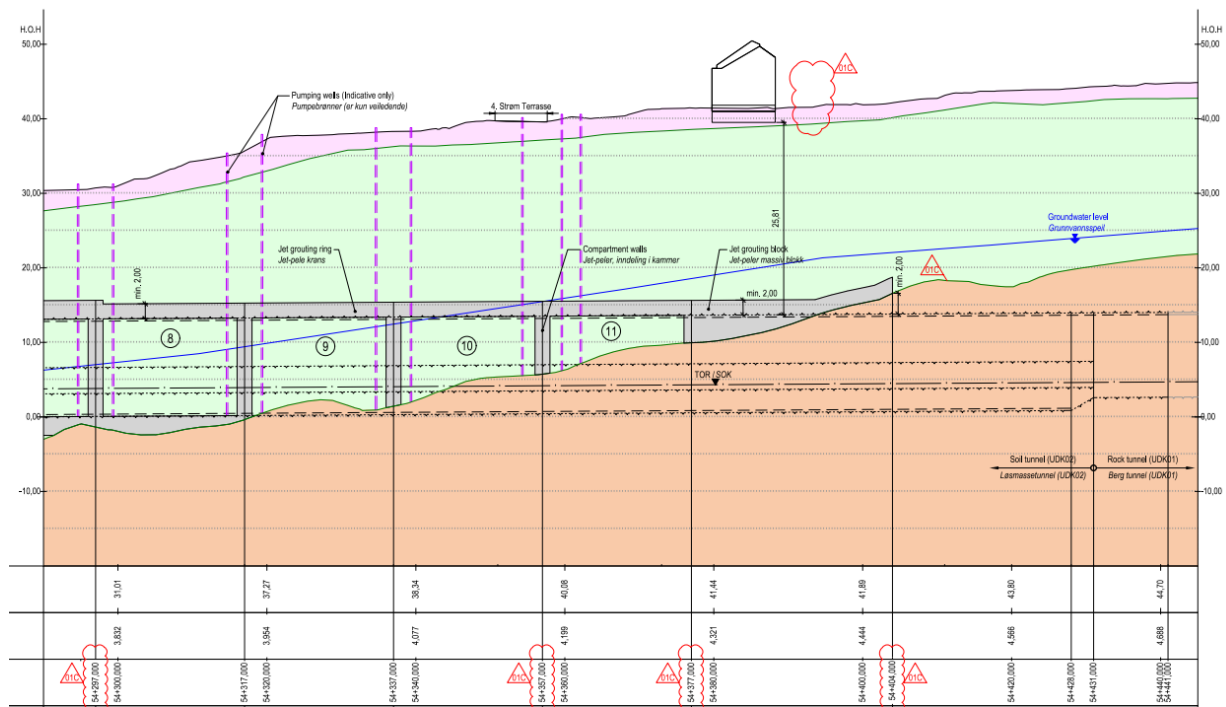 H.O.H
50,00
40,00
30,00
20,00
10,00
0,00
-10,00
H.O.H
50,00
40,00
30,00
20,00
10,00
0,00
-10,00
01C
Pumping wells (Indicative only)
Pumpebrønner (er kun veiledende)
4, Strøm Terrasse
25,81
Groundwater level
Grunnvannsspeil
Jet grouting ring
Jet-pele krans
Compartment walls
Jet-peler, inndeling i kammer
Jet grouting block
Jet-peler massiv blokk
01C
min. 2,00
min. 2,00
min. 2,00
8
9
10
11
TOR / SOK
Soil tunnel (UDK02)
Løsmassetunnel (UDK02)
Rock tunnel (UDK01)
Berg tunnel (UDK01)
31,01
37,27
38,34
40,08
41,44
41,89
43,80
44,70
3,832
3,954
4,077
4,199
4,321
4,444
4,566
4,688
01C
54+297,000
54+300,000
54+317,000
54+320,000
54+337,000
54+340,000
01C
54+357,000
54+360,000
01C
54+377,000
54+380,000
54+400,000
54+404,000
01C
54+420,000
54+428,000
54+431,000
54+440,000
54+441,000